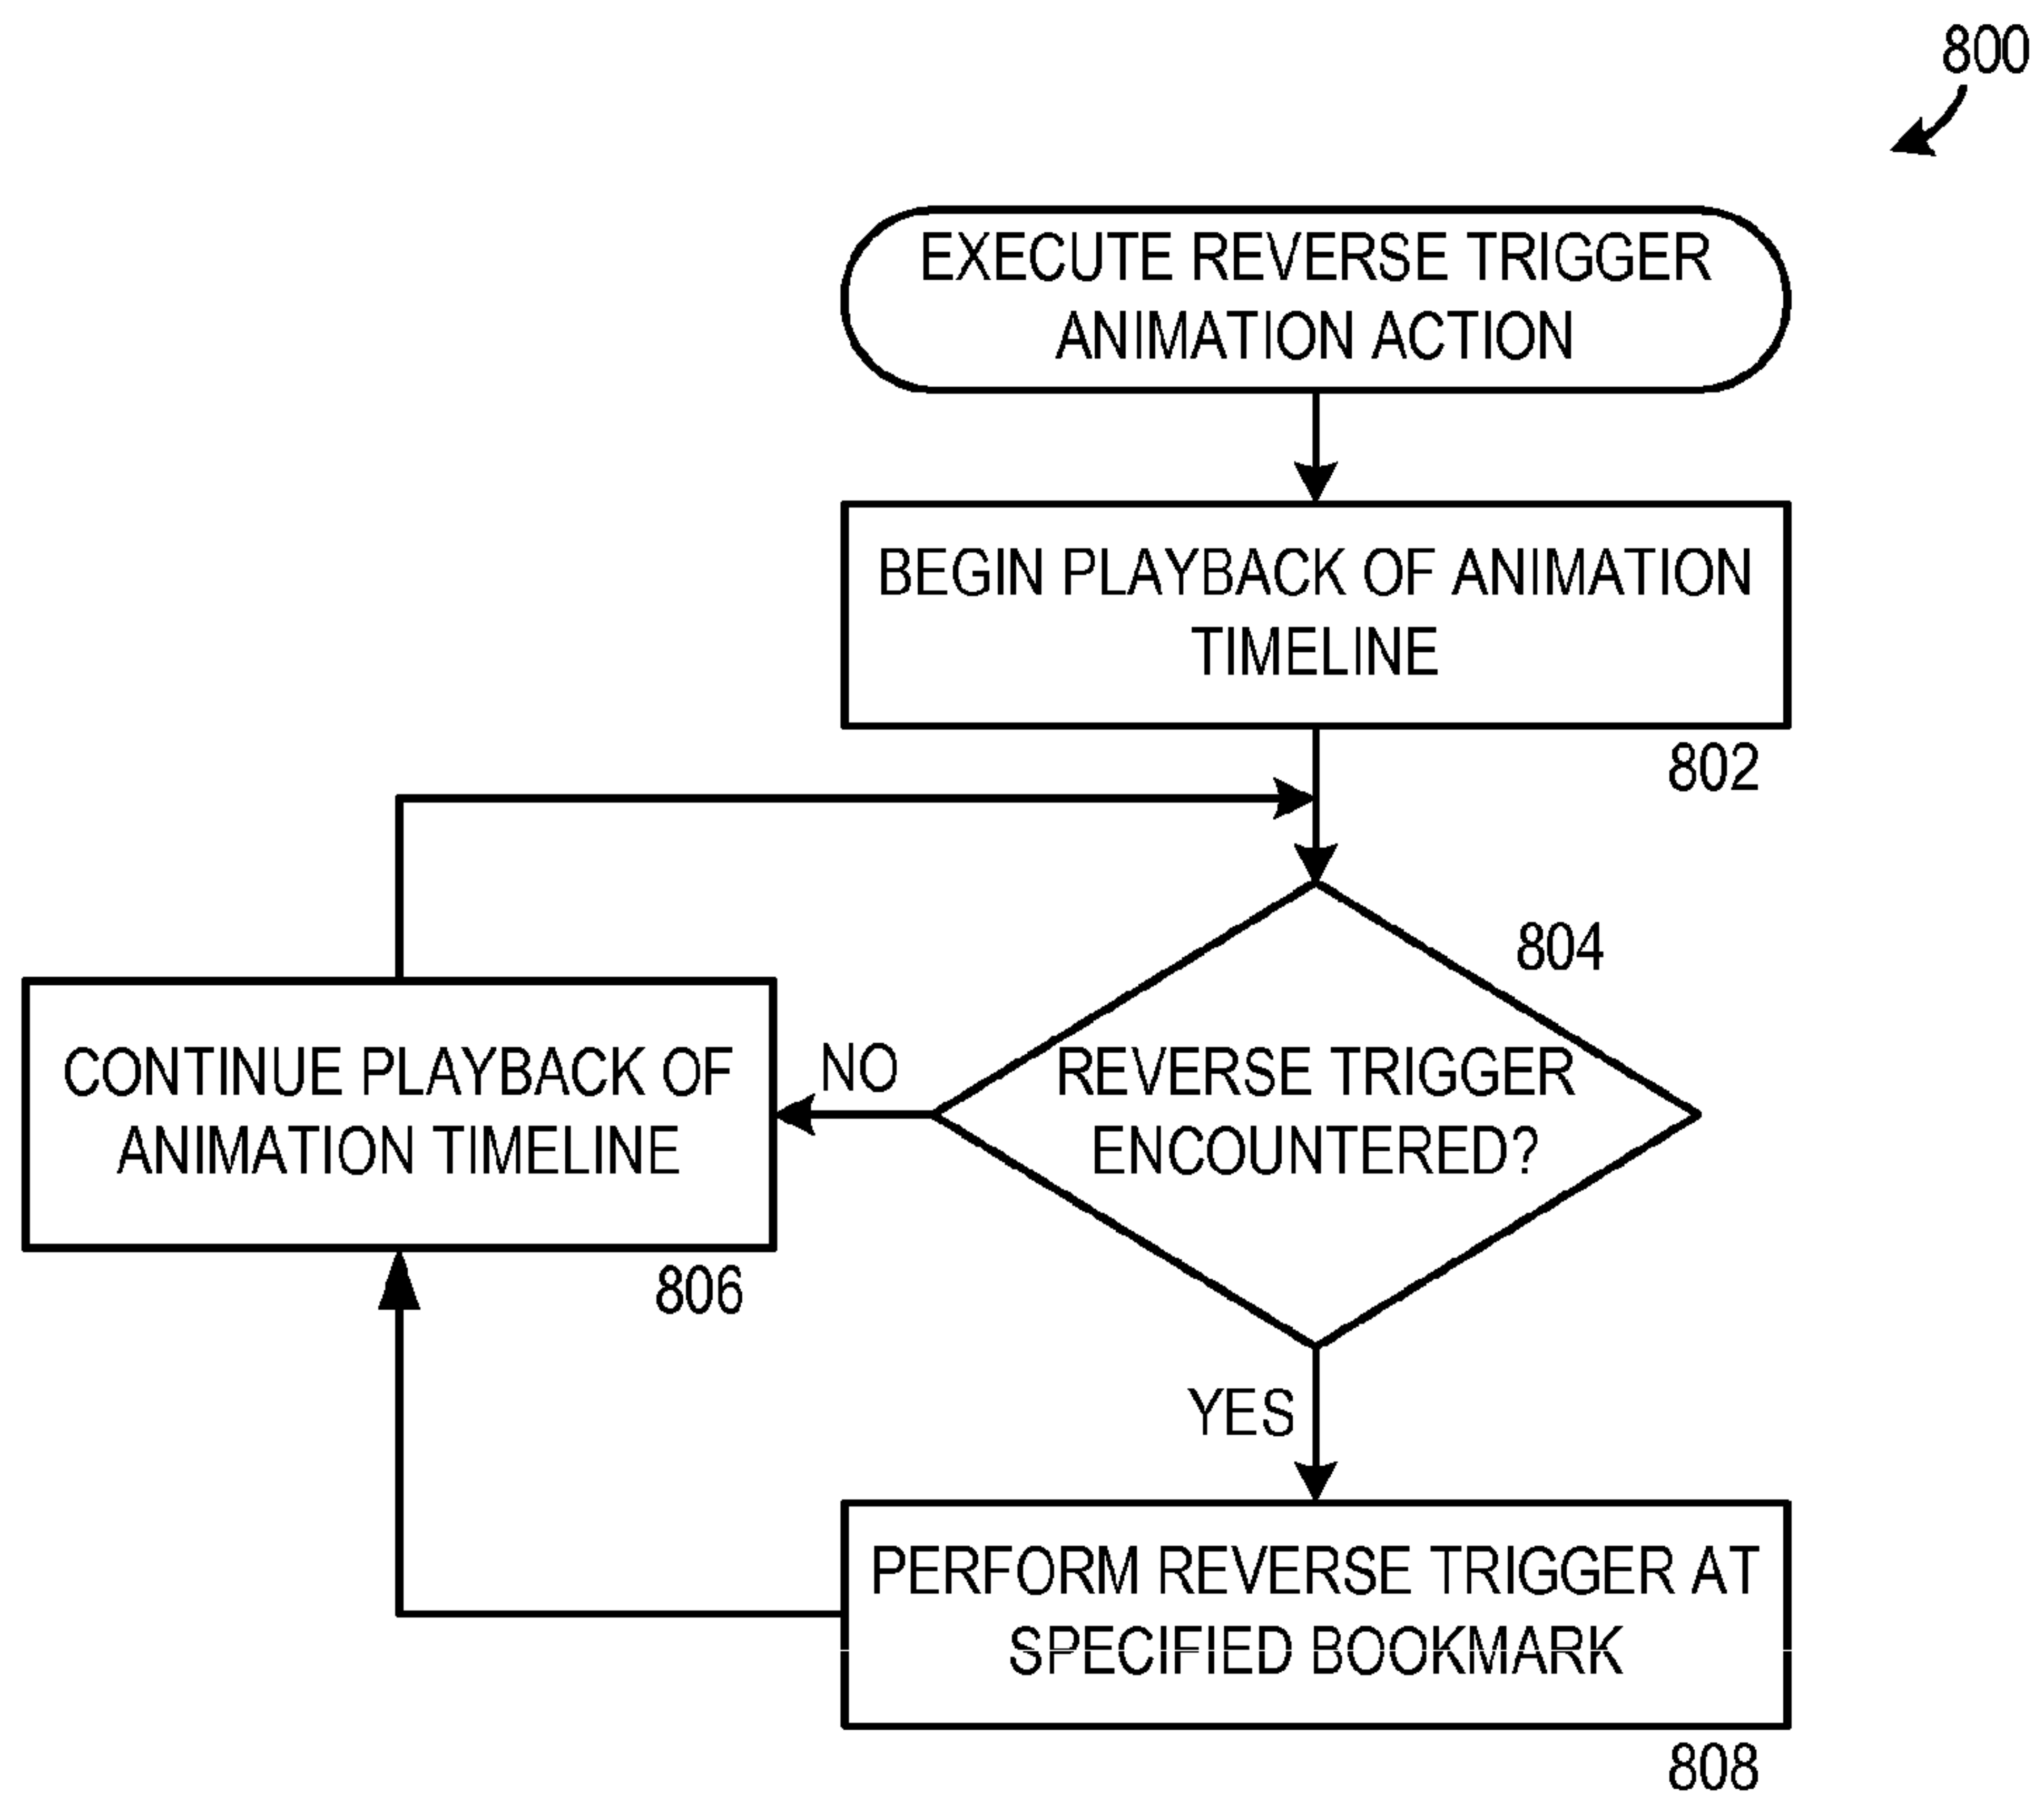 800
EXECUTE REVERSE TRIGGER
ANIMATION ACTION
BEGIN PLAYBACK OF ANIMATION
TIMELINE
802
804
REVERSE TRIGGER
ENCOUNTERED?
NO
CONTINUE PLAYBACK OF
ANIMATION TIMELINE
806
YES
PERFORM REVERSE TRIGGER AT
SPECIFIED BOOKMARK
808